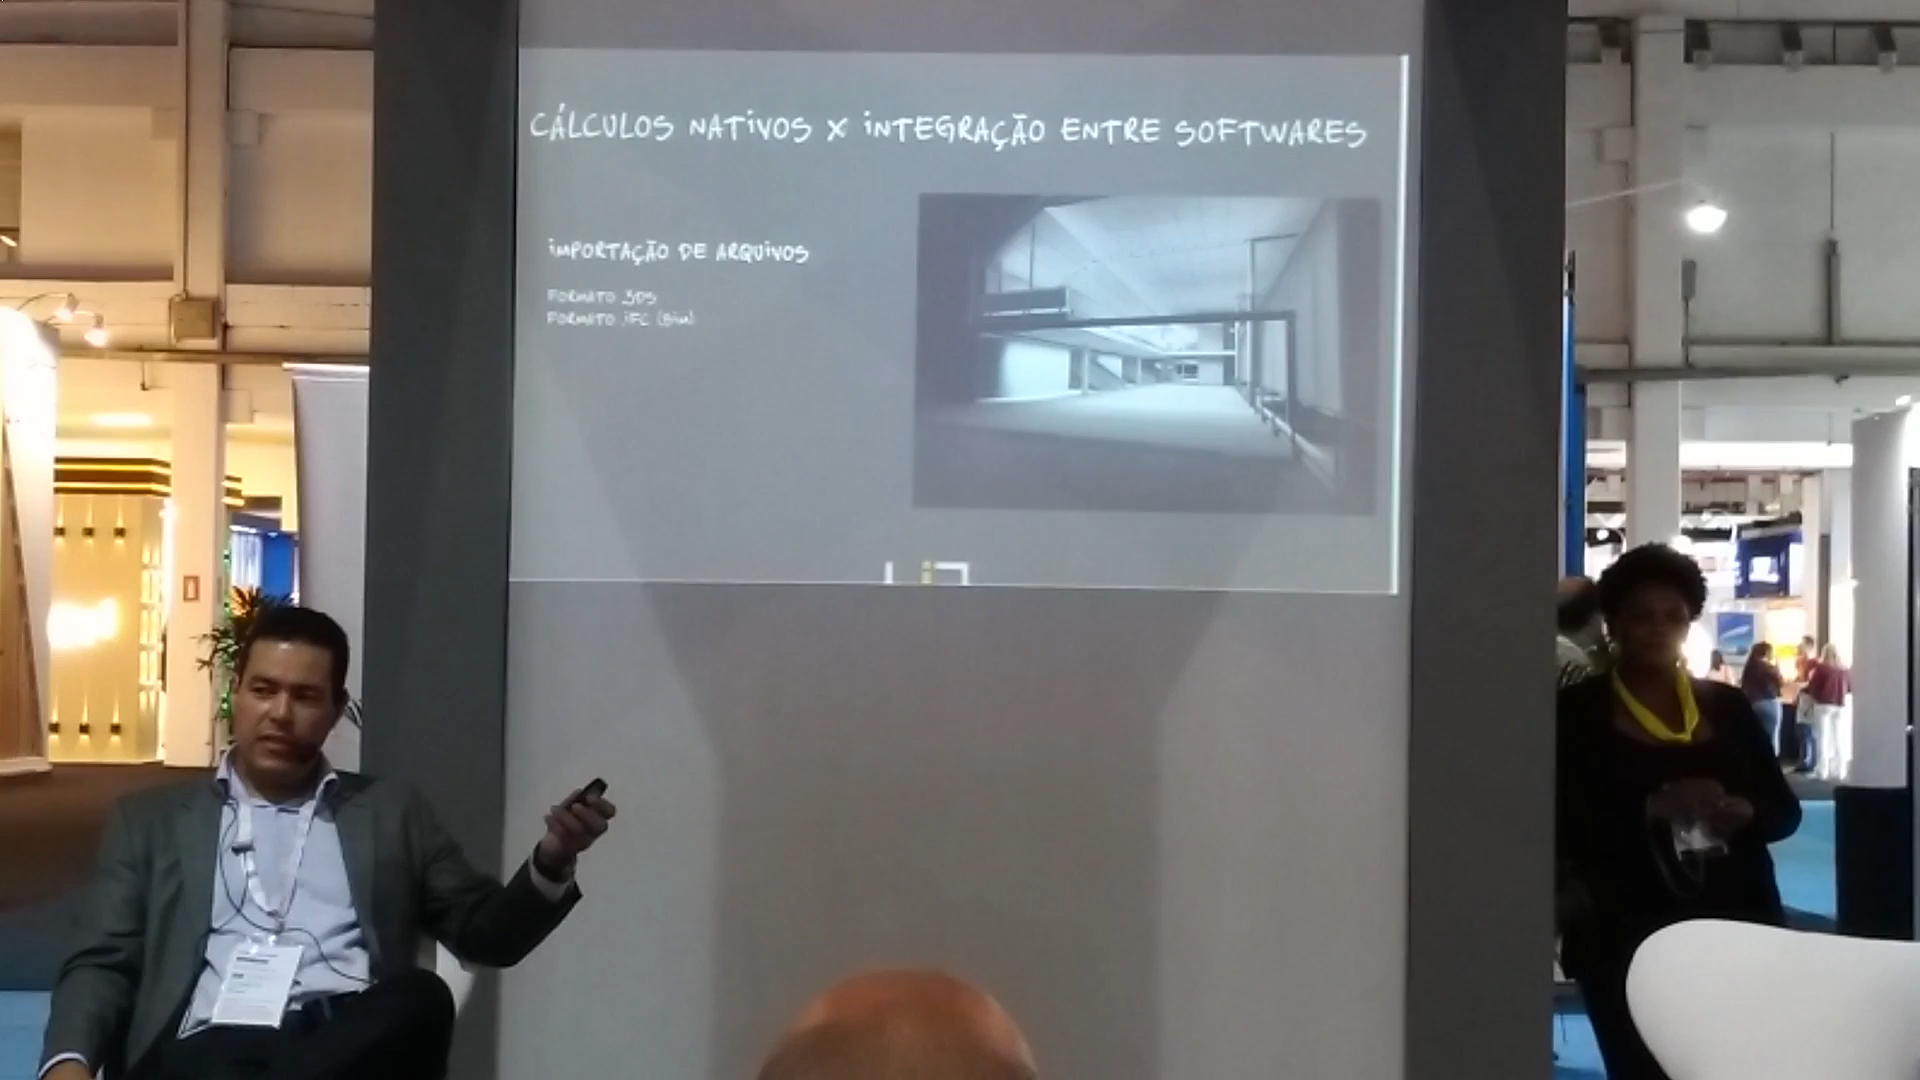 CÁLCULOS NATIVOS X INTEGRAÇÃO ENTRE SOFTWARES
IMPORTAÇÃO DE ARQUIVOS
FORMATO .3DS
FORMATO .IFC (BIM)